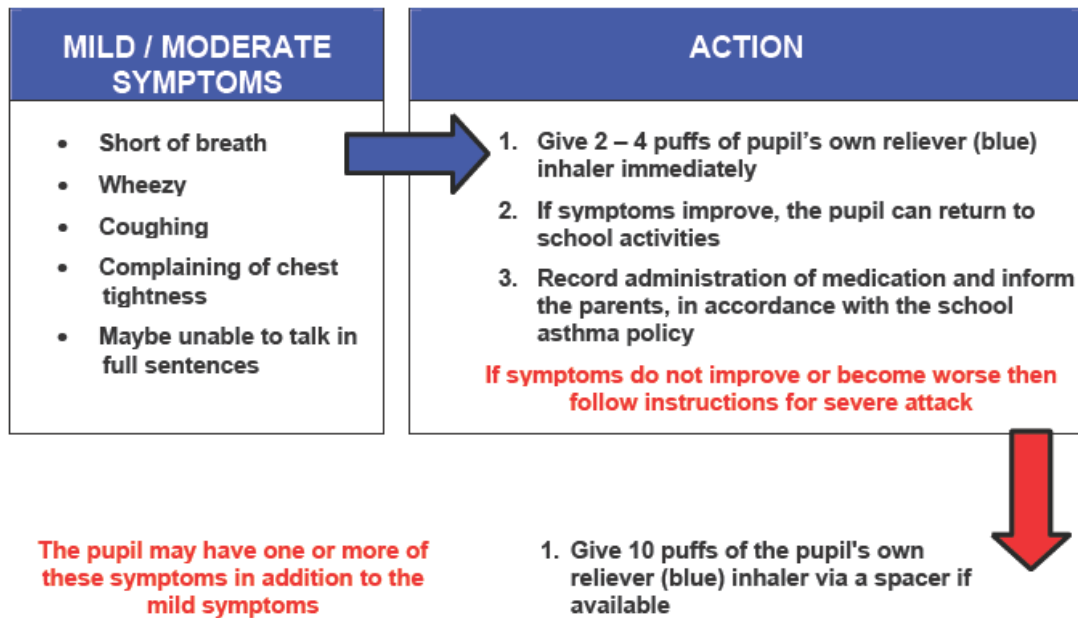 MILD / MODERATE
SYMPTOMS
• Short of breath
• Wheezy
• Coughing
• Complaining of chest
tightness
• Maybe unable to talk in
full sentences
ACTION
1. Give 2 – 4 puffs of pupil's own reliever (blue)
inhaler immediately
2. If symptoms improve, the pupil can return to
school activities
3. Record administration of medication and inform
the parents, in accordance with the school
asthma policy
If symptoms do not improve or become worse then
follow instructions for severe attack
The pupil may have one or more of
these symptoms in addition to the
mild symptoms
1. Give 10 puffs of the pupil's own
reliever (blue) inhaler via a spacer if
available